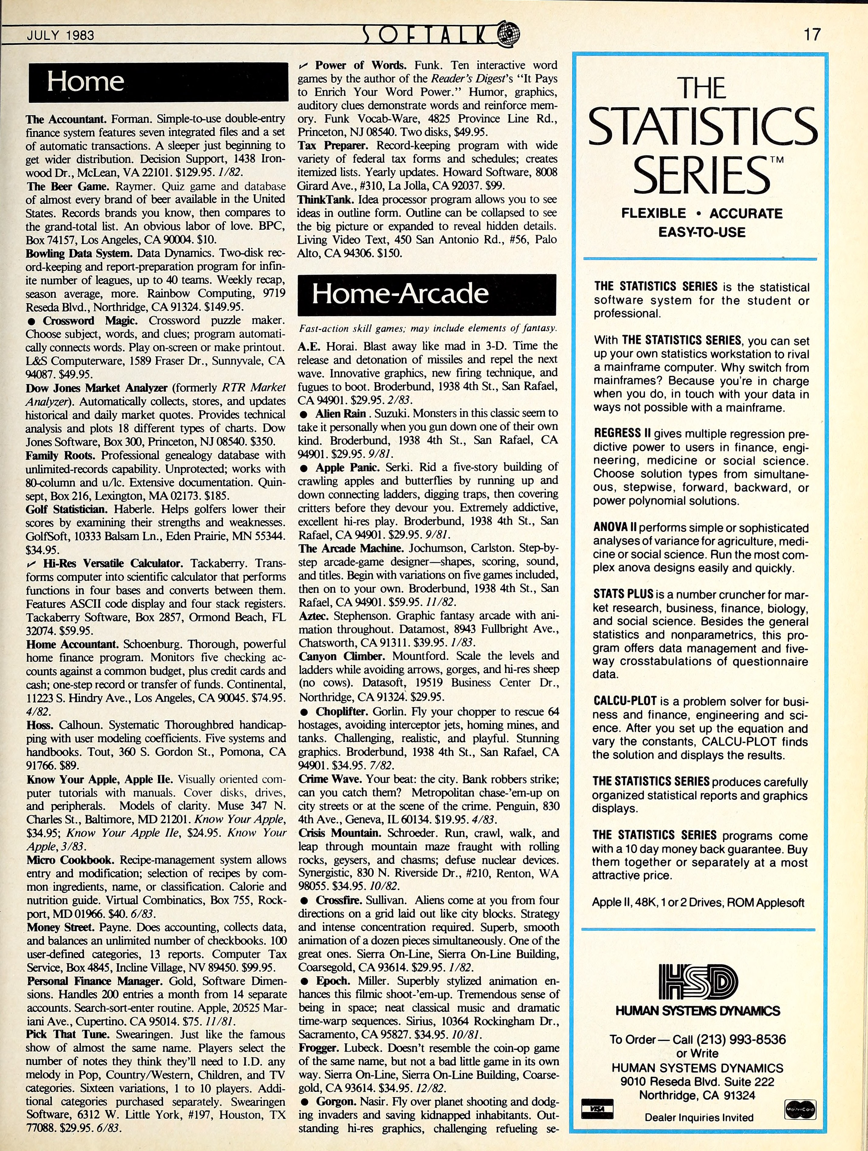 JULY 1983
SOFTALK
17
Home
The Accountant. Forman. Simple-to-use double-entry
finance system features seven integrated files and a set
of automatic transactions. A sleeper just beginning to
get wider distribution. Decision Support, 1438 Iron-
wood Dr., McLean, VA 22101. $129.95. 1/82.
The Beer Game. Raymer. Quiz game and database
of almost every brand of beer available in the United
States. Records brands you know, then compares to
the grand-total list. An obvious labor of love. BPC,
Box 74157, Los Angeles, CA 90004. $10.
Bowling Data System. Data Dynamics. Two-disk rec-
ord-keeping and report-preparation program for infin-
ite number of leagues, up to 40 teams. Weekly recap,
season average, more. Rainbow Computing, 9719
Reseda Blvd., Northridge, CA 91324. $149.95.
● Crossword Magic. Crossword puzzle maker.
Choose subject, words, and clues; program automati-
cally connects words. Play on-screen or make printout.
L&S Computerware, 1589 Fraser Dr., Sunnyvale, CA
94087. $49.95.
Dow Jones Market Analyzer (formerly RTR Market
Analyzer). Automatically collects, stores, and updates
historical and daily market quotes. Provides technical
analysis and plots 18 different types of charts. Dow
Jones Software, Box 300, Princeton, NJ 08540. $350.
Family Roots. Professional genealogy database with
unlimited-records capability. Unprotected; works with
80-column and u/lc. Extensive documentation. Quin-
sept, Box 216, Lexington, MA 02173. $185.
Golf Statistician. Haberle. Helps golfers lower their
scores by examining their strengths and weaknesses.
GolfSoft, 10333 Balsam Ln., Eden Prairie, MN 55344.
$34.95.
✓ Hi-Res Versatile Calculator. Tackaberry. Trans-
forms computer into scientific calculator that performs
functions in four bases and converts between them.
Features ASCII code display and four stack registers.
Tackaberry Software, Box 2857, Ormond Beach, FL
32074. $59.95.
Home Accountant. Schoenburg. Thorough, powerful
home finance program. Monitors five checking ac-
counts against a common budget, plus credit cards and
cash; one-step record or transfer of funds. Continental,
11223 S. Hindry Ave., Los Angeles, CA 90045. $74.95.
4/82.
Hoss. Calhoun. Systematic Thoroughbred handicap-
ping with user modeling coefficients. Five systems and
handbooks. Tout, 360 S. Gordon St., Pomona, CA
91766. $89.
Know Your Apple, Apple IIe. Visually oriented com-
puter tutorials with manuals. Cover disks, drives,
and peripherals. Models of clarity. Muse 347 N.
Charles St., Baltimore, MD 21201. Know Your Apple,
$34.95; Know Your Apple IIe, $24.95. Know Your
Apple, 3/83.
Micro Cookbook. Recipe-management system allows
entry and modification; selection of recipes by com-
mon ingredients, name, or classification. Calorie and
nutrition guide. Virtual Combinatics, Box 755, Rock-
port, MD 01966. $40. 6/83.
Money Street. Payne. Does accounting, collects data,
and balances an unlimited number of checkbooks. 100
user-defined categories, 13 reports. Computer Tax
Service, Box 4845, Incline Village, NV 89450. $99.95.
Personal Finance Manager. Gold, Software Dimen-
sions. Handles 200 entries a month from 14 separate
accounts. Search-sort-enter routine. Apple, 20525 Mar-
iani Ave., Cupertino. CA 95014. $75. 11/81.
Pick That Tune. Swearingen. Just like the famous
show of almost the same name. Players select the
number of notes they think they'll need to I.D. any
melody in Pop, Country/Western, Children, and TV
categories. Sixteen variations, 1 to 10 players. Addi-
tional categories purchased separately. Swearingen
Software, 6312 W. Little York, #197, Houston, TX
77088. $29.95. 6/83.
✓ Power of Words. Funk. Ten interactive word
games by the author of the Reader's Digest's "It Pays
to Enrich Your Word Power." Humor, graphics,
auditory clues demonstrate words and reinforce mem-
ory. Funk Vocab-Ware, 4825 Province Line Rd.,
Princeton, NJ 08540. Two disks, $49.95.
Tax Preparer. Record-keeping program with wide
variety of federal tax forms and schedules; creates
itemized lists. Yearly updates. Howard Software, 8008
Girard Ave., #310, La Jolla, CA 92037. $99.
ThinkTank. Idea processor program allows you to see
ideas in outline form. Outline can be collapsed to see
the big picture or expanded to reveal hidden details.
Living Video Text, 450 San Antonio Rd., #56, Palo
Alto, CA 94306. $150.
Home-Arcade
Fast-action skill games; may include elements of fantasy.
A.E. Horai. Blast away like mad in 3-D. Time the
release and detonation of missiles and repel the next
wave. Innovative graphics, new firing technique, and
fugues to boot. Broderbund, 1938 4th St., San Rafael,
CA 94901. $29.95. 2/83.
● Alien Rain . Suzuki. Monsters in this classic seem to
take it personally when you gun down one of their own
kind. Broderbund, 1938 4th St., San Rafael, CA
94901. $29.95. 9/81.
● Apple Panic. Serki. Rid a five-story building of
crawling apples and butterflies by running up and
down connecting ladders, digging traps, then covering
critters before they devour you. Extremely addictive,
excellent hi-res play. Broderbund, 1938 4th St., San
Rafael, CA 94901. $29.95. 9/81.
The Arcade Machine. Jochumson, Carlston. Step-by-
step arcade-game designer—shapes, scoring, sound,
and titles. Begin with variations on five games included,
then on to your own. Broderbund, 1938 4th St., San
Rafael, CA 94901. $59.95. 11/82.
Aztec. Stephenson. Graphic fantasy arcade with ani-
mation throughout. Datamost, 8943 Fullbright Ave.,
Chatsworth, CA 91311. $39.95. 1/83.
Canyon Climber. Mountford. Scale the levels and
ladders while avoiding arrows, gorges, and hi-res sheep
(no cows). Datasoft, 19519 Business Center Dr.,
Northridge, CA 91324. $29.95.
● Choplifter. Gorlin. Fly your chopper to rescue 64
hostages, avoiding interceptor jets, homing mines, and
tanks. Challenging, realistic, and playful. Stunning
graphics. Broderbund, 1938 4th St., San Rafael, CA
94901. $34.95. 7/82.
Crime Wave. Your beat: the city. Bank robbers strike;
can you catch them? Metropolitan chase-'em-up on
city streets or at the scene of the crime. Penguin, 830
4th Ave., Geneva, IL 60134. $19.95. 4/83.
Crisis Mountain. Schroeder. Run, crawl, walk, and
leap through mountain maze fraught with rolling
rocks, geysers, and chasms; defuse nuclear devices.
Synergistic, 830 N. Riverside Dr., #210, Renton, WA
98055. $34.95. 10/82.
● Crossfire. Sullivan. Aliens come at you from four
directions on a grid laid out like city blocks. Strategy
and intense concentration required. Superb, smooth
animation of a dozen pieces simultaneously. One of the
great ones. Sierra On-Line, Sierra On-Line Building,
Coarsegold, CA 93614. $29.95. 1/82.
● Epoch. Miller. Superbly stylized animation en-
hances this filmic shoot-'em-up. Tremendous sense of
being in space; neat classical music and dramatic
time-warp sequences. Sirius, 10364 Rockingham Dr.,
Sacramento, CA 95827. $34.95. 10/81.
Frogger. Lubeck. Doesn't resemble the coin-op game
of the same name, but not a bad little game in its own
way. Sierra On-Line, Sierra On-Line Building, Coarse-
gold, CA 93614. $34.95. 12/82.
● Gorgon. Nasir. Fly over planet shooting and dodg-
ing invaders and saving kidnapped inhabitants. Out-
standing hi-res graphics, challenging refueling se-
THE
STATISTICS
SERIES™
FLEXIBLE • ACCURATE
EASY-TO-USE
THE STATISTICS SERIES is the statistical
software system for the student or
professional.
With THE STATISTICS SERIES, you can set
up your own statistics workstation to rival
a mainframe computer. Why switch from
mainframes? Because you're in charge
when you do, in touch with your data in
ways not possible with a mainframe.
REGRESS II gives multiple regression pre-
dictive power to users in finance, engi-
neering, medicine or social science.
Choose solution types from simultane-
ous, stepwise, forward, backward, or
power polynomial solutions.
ANOVA II performs simple or sophisticated
analyses of variance for agriculture, medi-
cine or social science. Run the most com-
plex anova designs easily and quickly.
STATS PLUS is a number cruncher for mar-
ket research, business, finance, biology,
and social science. Besides the general
statistics and nonparametrics, this pro-
gram offers data management and five-
way crosstabulations of questionnaire
data.
CALCU-PLOT is a problem solver for busi-
ness and finance, engineering and sci-
ence. After you set up the equation and
vary the constants, CALCU-PLOT finds
the solution and displays the results.
THE STATISTICS SERIES produces carefully
organized statistical reports and graphics
displays.
THE STATISTICS SERIES programs come
with a 10 day money back guarantee. Buy
them together or separately at a most
attractive price.
Apple II, 48K, 1 or 2 Drives, ROM Applesoft
HSD
HUMAN SYSTEMS DYNAMICS
To Order — Call (213) 993-8536
or Write
HUMAN SYSTEMS DYNAMICS
9010 Reseda Blvd. Suite 222
Northridge, CA 91324
VISA
Dealer Inquiries Invited
MasterCard